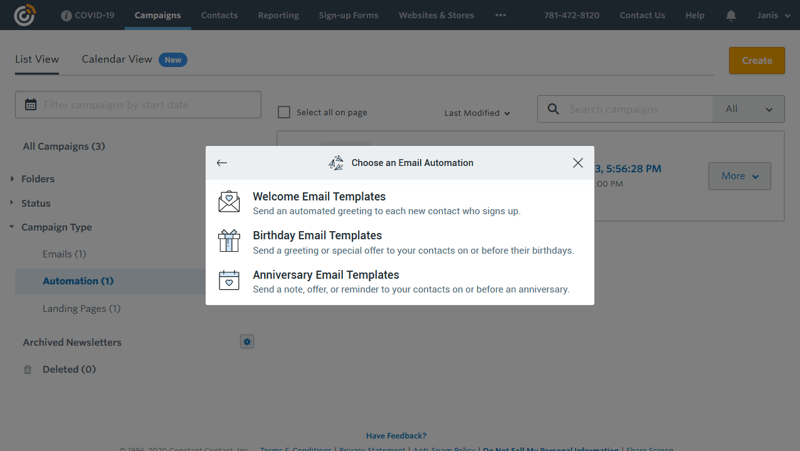 COVID-19 Campaigns Contacts Reporting Sign-up Forms Websites & Stores 781-472-8120 Contact Us Help Janis
List View Calendar View New Create
Filter campaigns by start date
Select all on page Last Modified Search campaigns All
All Campaigns (3)
3, 5:56:28 PM
:00 PM
More
Folders
Status
Campaign Type
Emails (1)
Automation (1)
Landing Pages (1)
Archived Newsletters
Deleted (0)
Choose an Email Automation
Welcome Email Templates
Send an automated greeting to each new contact who signs up.
Birthday Email Templates
Send a greeting or special offer to your contacts on or before their birthdays.
Anniversary Email Templates
Send a note, offer, or reminder to your contacts on or before an anniversary.
Have Feedback?
© 1996-2020 Constant Contact, Inc. Terms & Conditions | Privacy Statement | Anti-Spam Policy | Do Not Sell My Personal Information | Share Screen